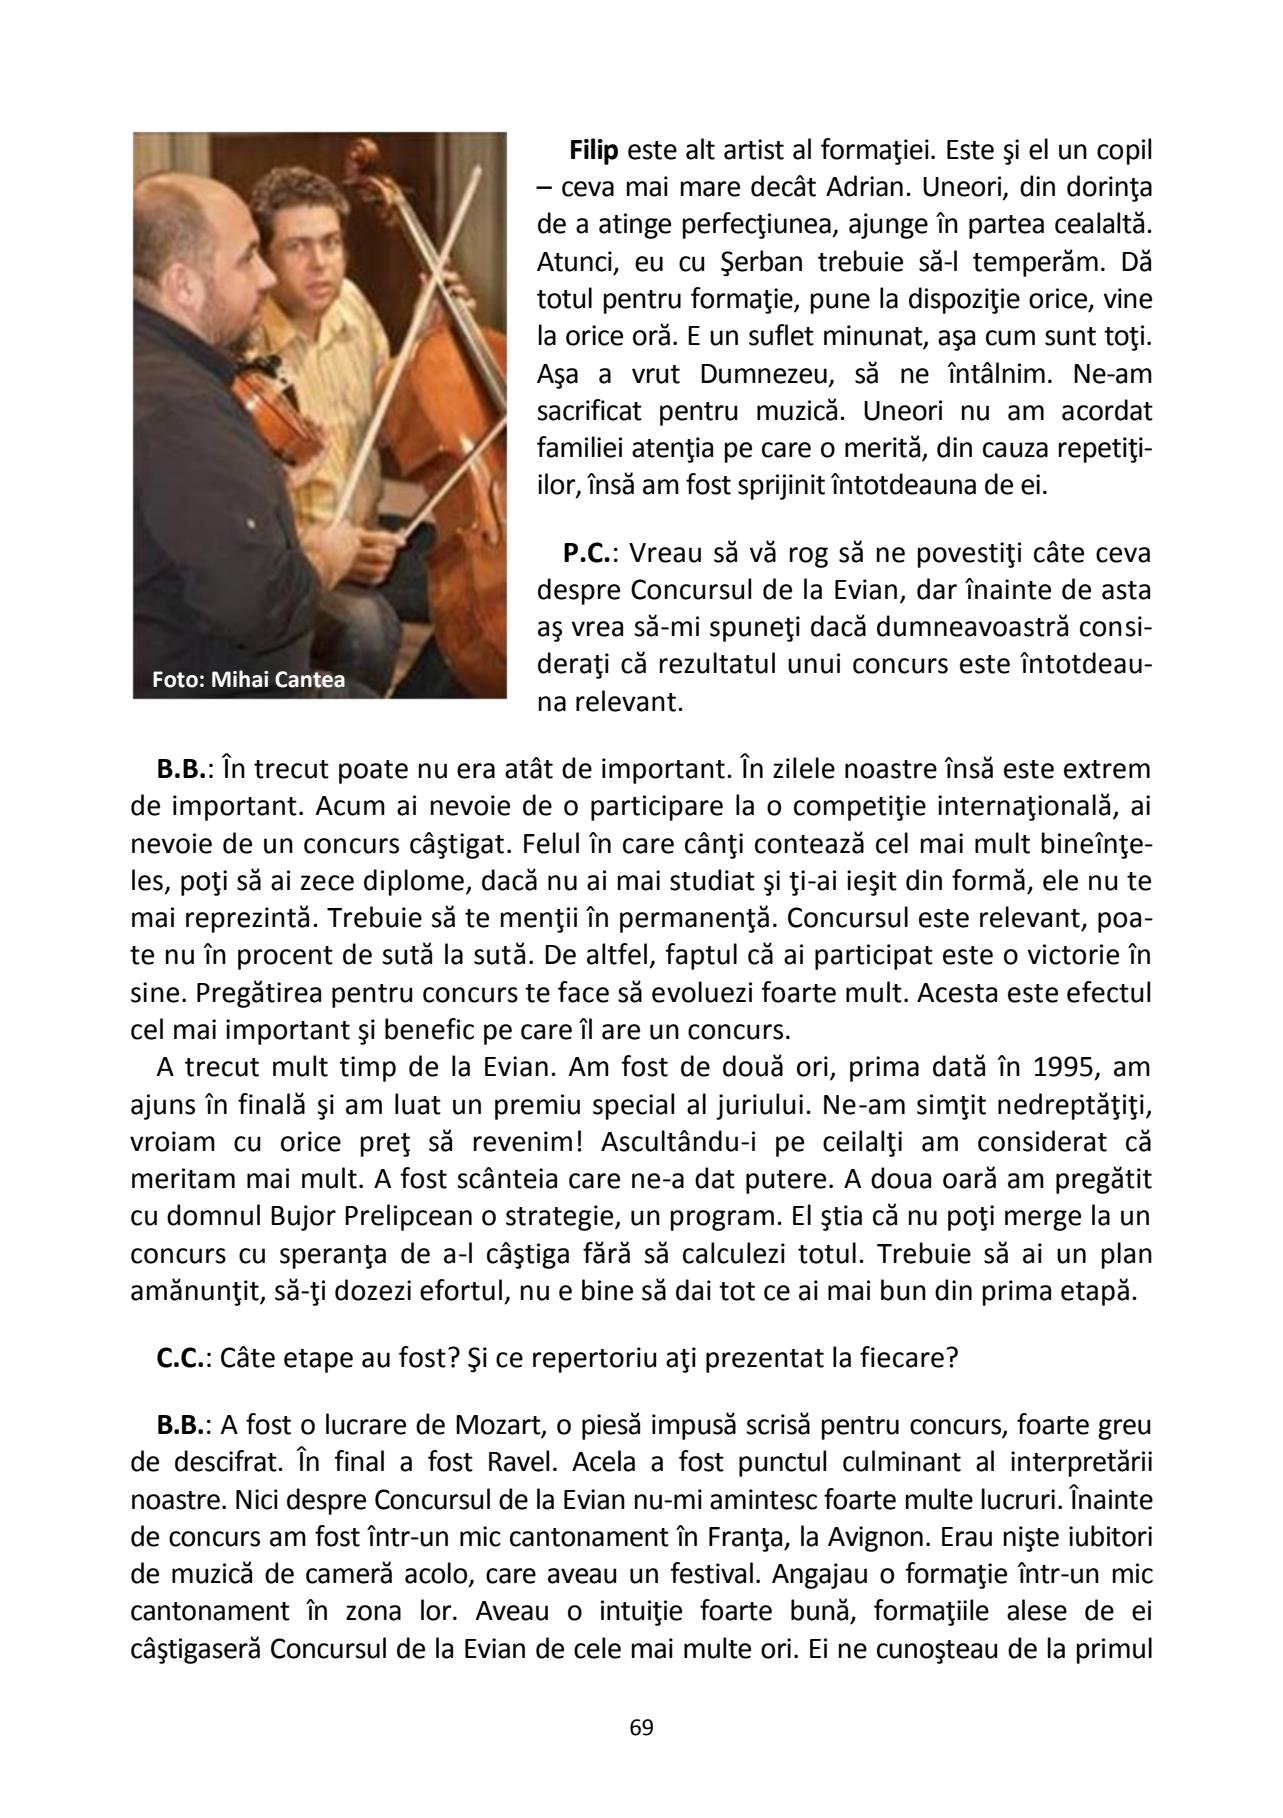 Filip este alt artist al formaţiei. Este şi el un copil
– ceva mai mare decât Adrian. Uneori, din dorinţa
de a atinge perfecţiunea, ajunge în partea cealaltă.
Atunci, eu cu Şerban trebuie să-l temperăm. Dă
totul pentru formaţie, pune la dispoziţie orice, vine
la orice oră. E un suflet minunat, aşa cum sunt toţi.
Aşa a vrut Dumnezeu, să ne întâlnim. Ne-am
sacrificat pentru muzică. Uneori nu am acordat
familiei atenţia pe care o merită, din cauza repetiţi-
ilor, însă am fost sprijinit întotdeauna de ei.
P.C.: Vreau să vă rog să ne povestiţi câte ceva
despre Concursul de la Evian, dar înainte de asta
aş vrea să-mi spuneţi dacă dumneavoastră consi-
deraţi că rezultatul unui concurs este întotdeau-
na relevant.
Foto: Mihai Cantea
B.B.: În trecut poate nu era atât de important. În zilele noastre însă este extrem
de important. Acum ai nevoie de o participare la o competiţie internaţională, ai
nevoie de un concurs câştigat. Felul în care cânţi contează cel mai mult bineînţe-
les, poţi să ai zece diplome, dacă nu ai mai studiat şi ţi-ai ieşit din formă, ele nu te
mai reprezintă. Trebuie să te menţii în permanenţă. Concursul este relevant, poa-
te nu în procent de sută la sută. De altfel, faptul că ai participat este o victorie în
sine. Pregătirea pentru concurs te face să evoluezi foarte mult. Acesta este efectul
cel mai important şi benefic pe care îl are un concurs.
A trecut mult timp de la Evian. Am fost de două ori, prima dată în 1995, am
ajuns în finală şi am luat un premiu special al juriului. Ne-am simţit nedreptăţiţi,
vroiam cu orice preţ să revenim! Ascultându-i pe ceilalţi am considerat că
meritam mai mult. A fost scânteia care ne-a dat putere. A doua oară am pregătit
cu domnul Bujor Prelipcean o strategie, un program. El ştia că nu poţi merge la un
concurs cu speranţa de a-l câştiga fără să calculezi totul. Trebuie să ai un plan
amănunţit, să-ţi dozezi efortul, nu e bine să dai tot ce ai mai bun din prima etapă.
C.C.: Câte etape au fost? Şi ce repertoriu aţi prezentat la fiecare?
B.B.: A fost o lucrare de Mozart, o piesă impusă scrisă pentru concurs, foarte greu
de descifrat. În final a fost Ravel. Acela a fost punctul culminant al interpretării
noastre. Nici despre Concursul de la Evian nu-mi amintesc foarte multe lucruri. Înainte
de concurs am fost într-un mic cantonament în Franţa, la Avignon. Erau nişte iubitori
de muzică de cameră acolo, care aveau un festival. Angajau o formaţie într-un mic
cantonament în zona lor. Aveau o intuiţie foarte bună, formaţiile alese de ei
câştigaseră Concursul de la Evian de cele mai multe ori. Ei ne cunoşteau de la primul
69